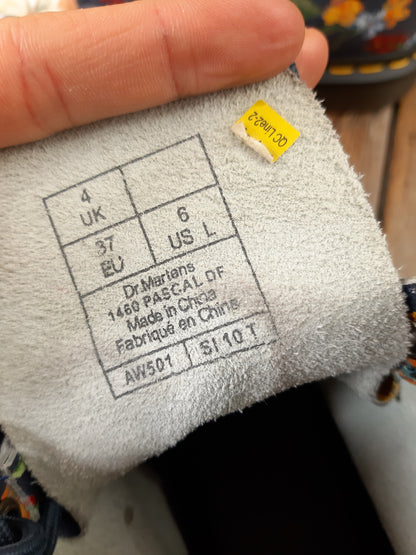 QC Line2-2
4
UK
37
EU
6
US L
Dr.Martens
1460 PASCAL DF
Made in China
Fabriqué en Chine
AW501
SI 10 T